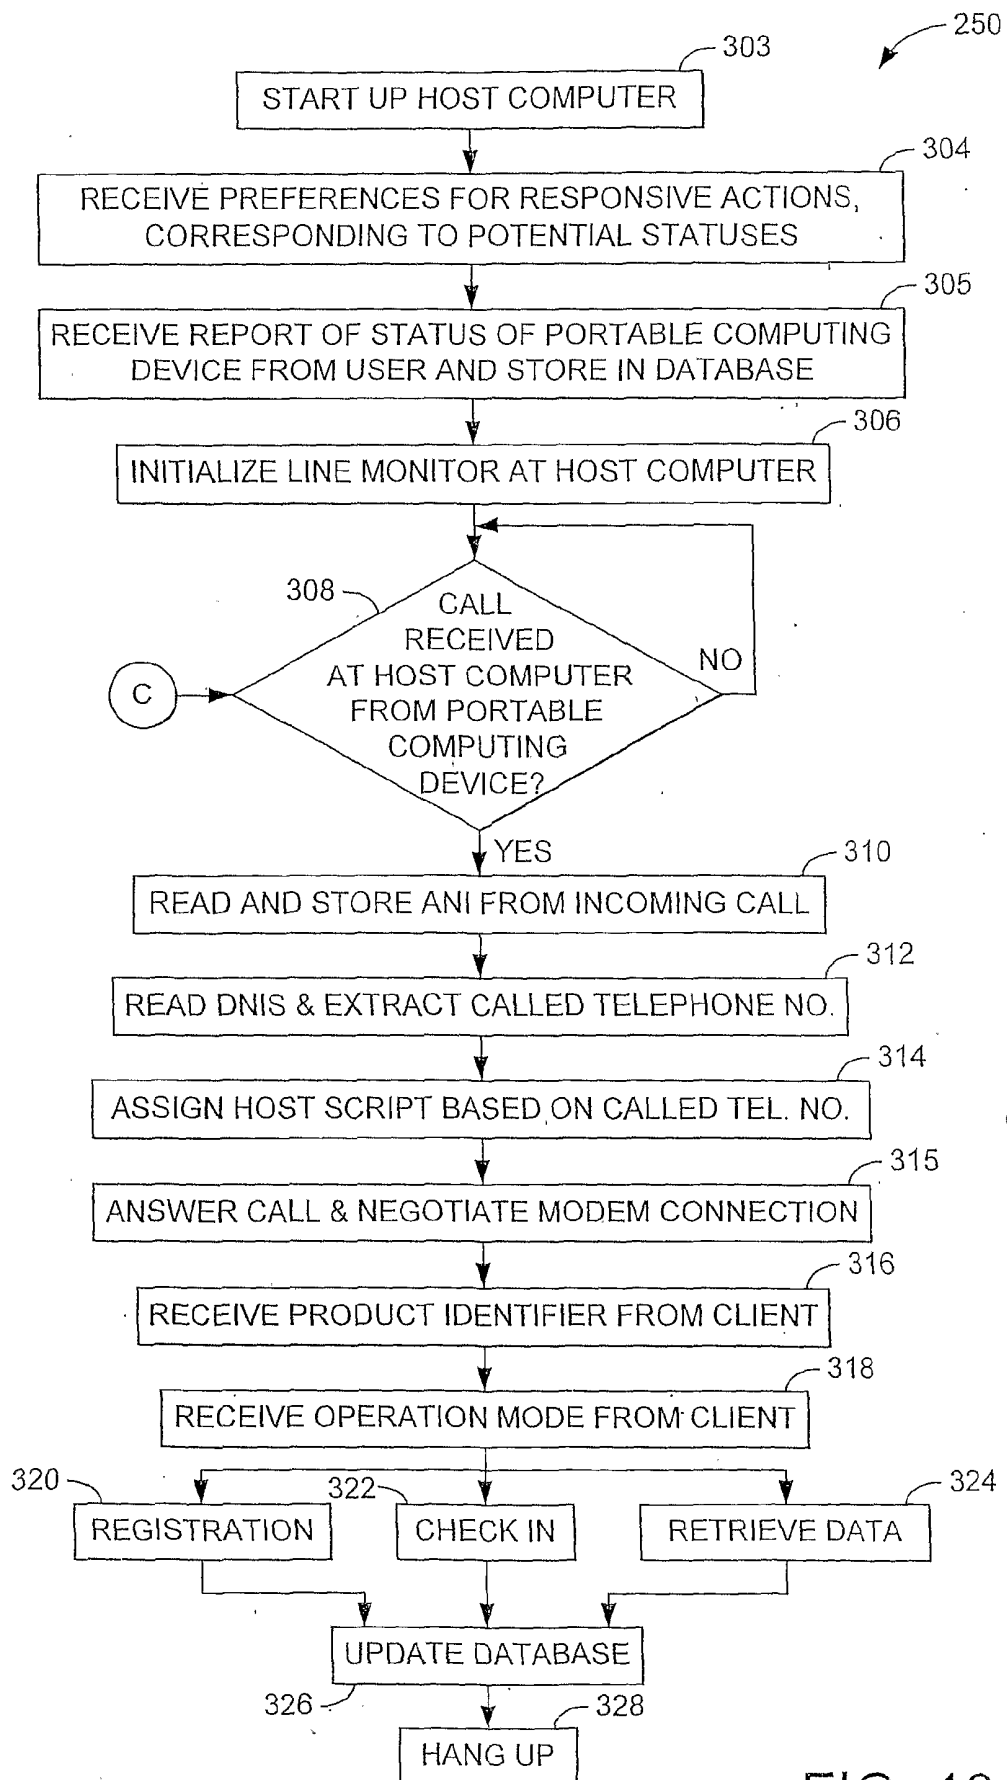 250
303
START UP HOST COMPUTER
304
RECEIVE PREFERENCES FOR RESPONSIVE ACTIONS,
CORRESPONDING TO POTENTIAL STATUSES
305
RECEIVE REPORT OF STATUS OF PORTABLE COMPUTING
DEVICE FROM USER AND STORE IN DATABASE
306
INITIALIZE LINE MONITOR AT HOST COMPUTER
308
CALL
RECEIVED
AT HOST COMPUTER
FROM PORTABLE
COMPUTING
DEVICE?
NO
C
YES
310
READ AND STORE ANI FROM INCOMING CALL
312
READ DNIS & EXTRACT CALLED TELEPHONE NO.
314
ASSIGN HOST SCRIPT BASED ON CALLED TEL. NO.
315
ANSWER CALL & NEGOTIATE MODEM CONNECTION
316
RECEIVE PRODUCT IDENTIFIER FROM CLIENT
318
RECEIVE OPERATION MODE FROM CLIENT
320
322
324
REGISTRATION
CHECK IN
RETRIEVE DATA
UPDATE DATABASE
326
328
HANG UP